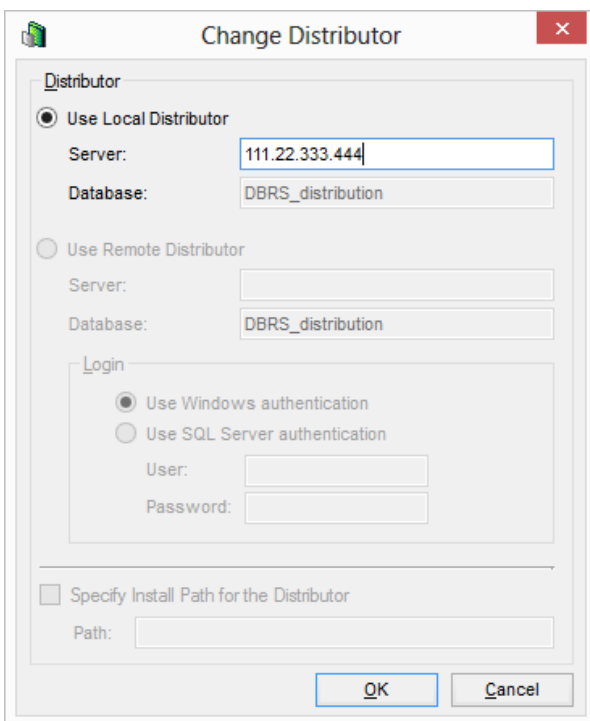 Change Distributor
Distributor
Use Local Distributor
Server: 111.22.333.444
Database: DBRS_distribution
Use Remote Distributor
Server:
Database: DBRS_distribution
Login
Use Windows authentication
Use SQL Server authentication
User:
Password:
Specify Install Path for the Distributor
Path:
OK Cancel